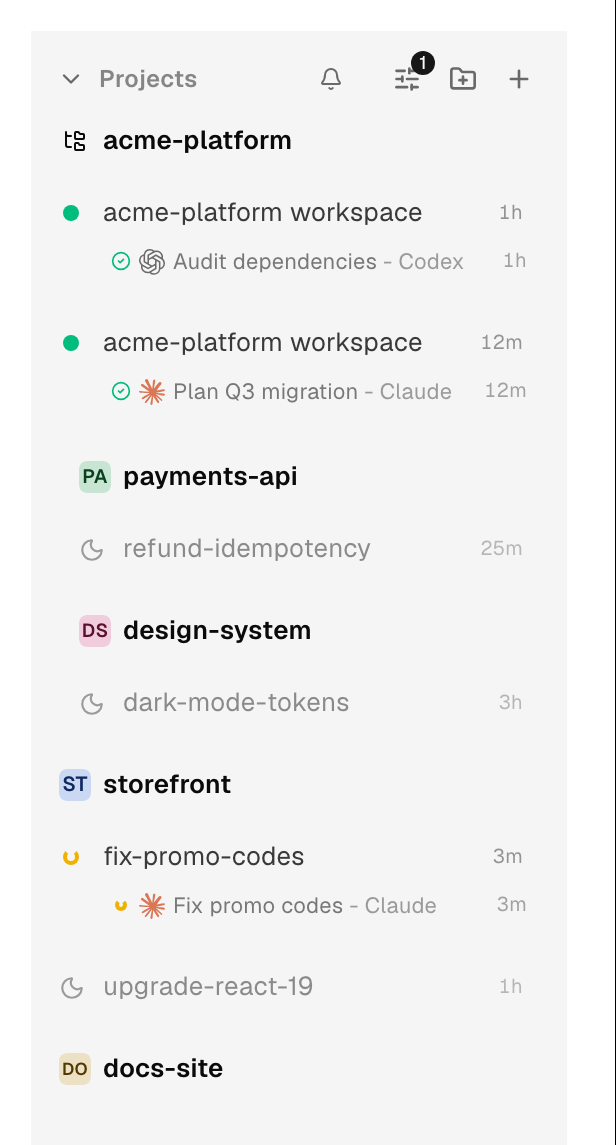 Projects 1
acme-platform
acme-platform workspace 1h
Audit dependencies - Codex 1h
acme-platform workspace 12m
Plan Q3 migration - Claude 12m
PA payments-api
refund-idempotency 25m
DS design-system
dark-mode-tokens 3h
ST storefront
fix-promo-codes 3m
Fix promo codes - Claude 3m
upgrade-react-19 1h
DO docs-site